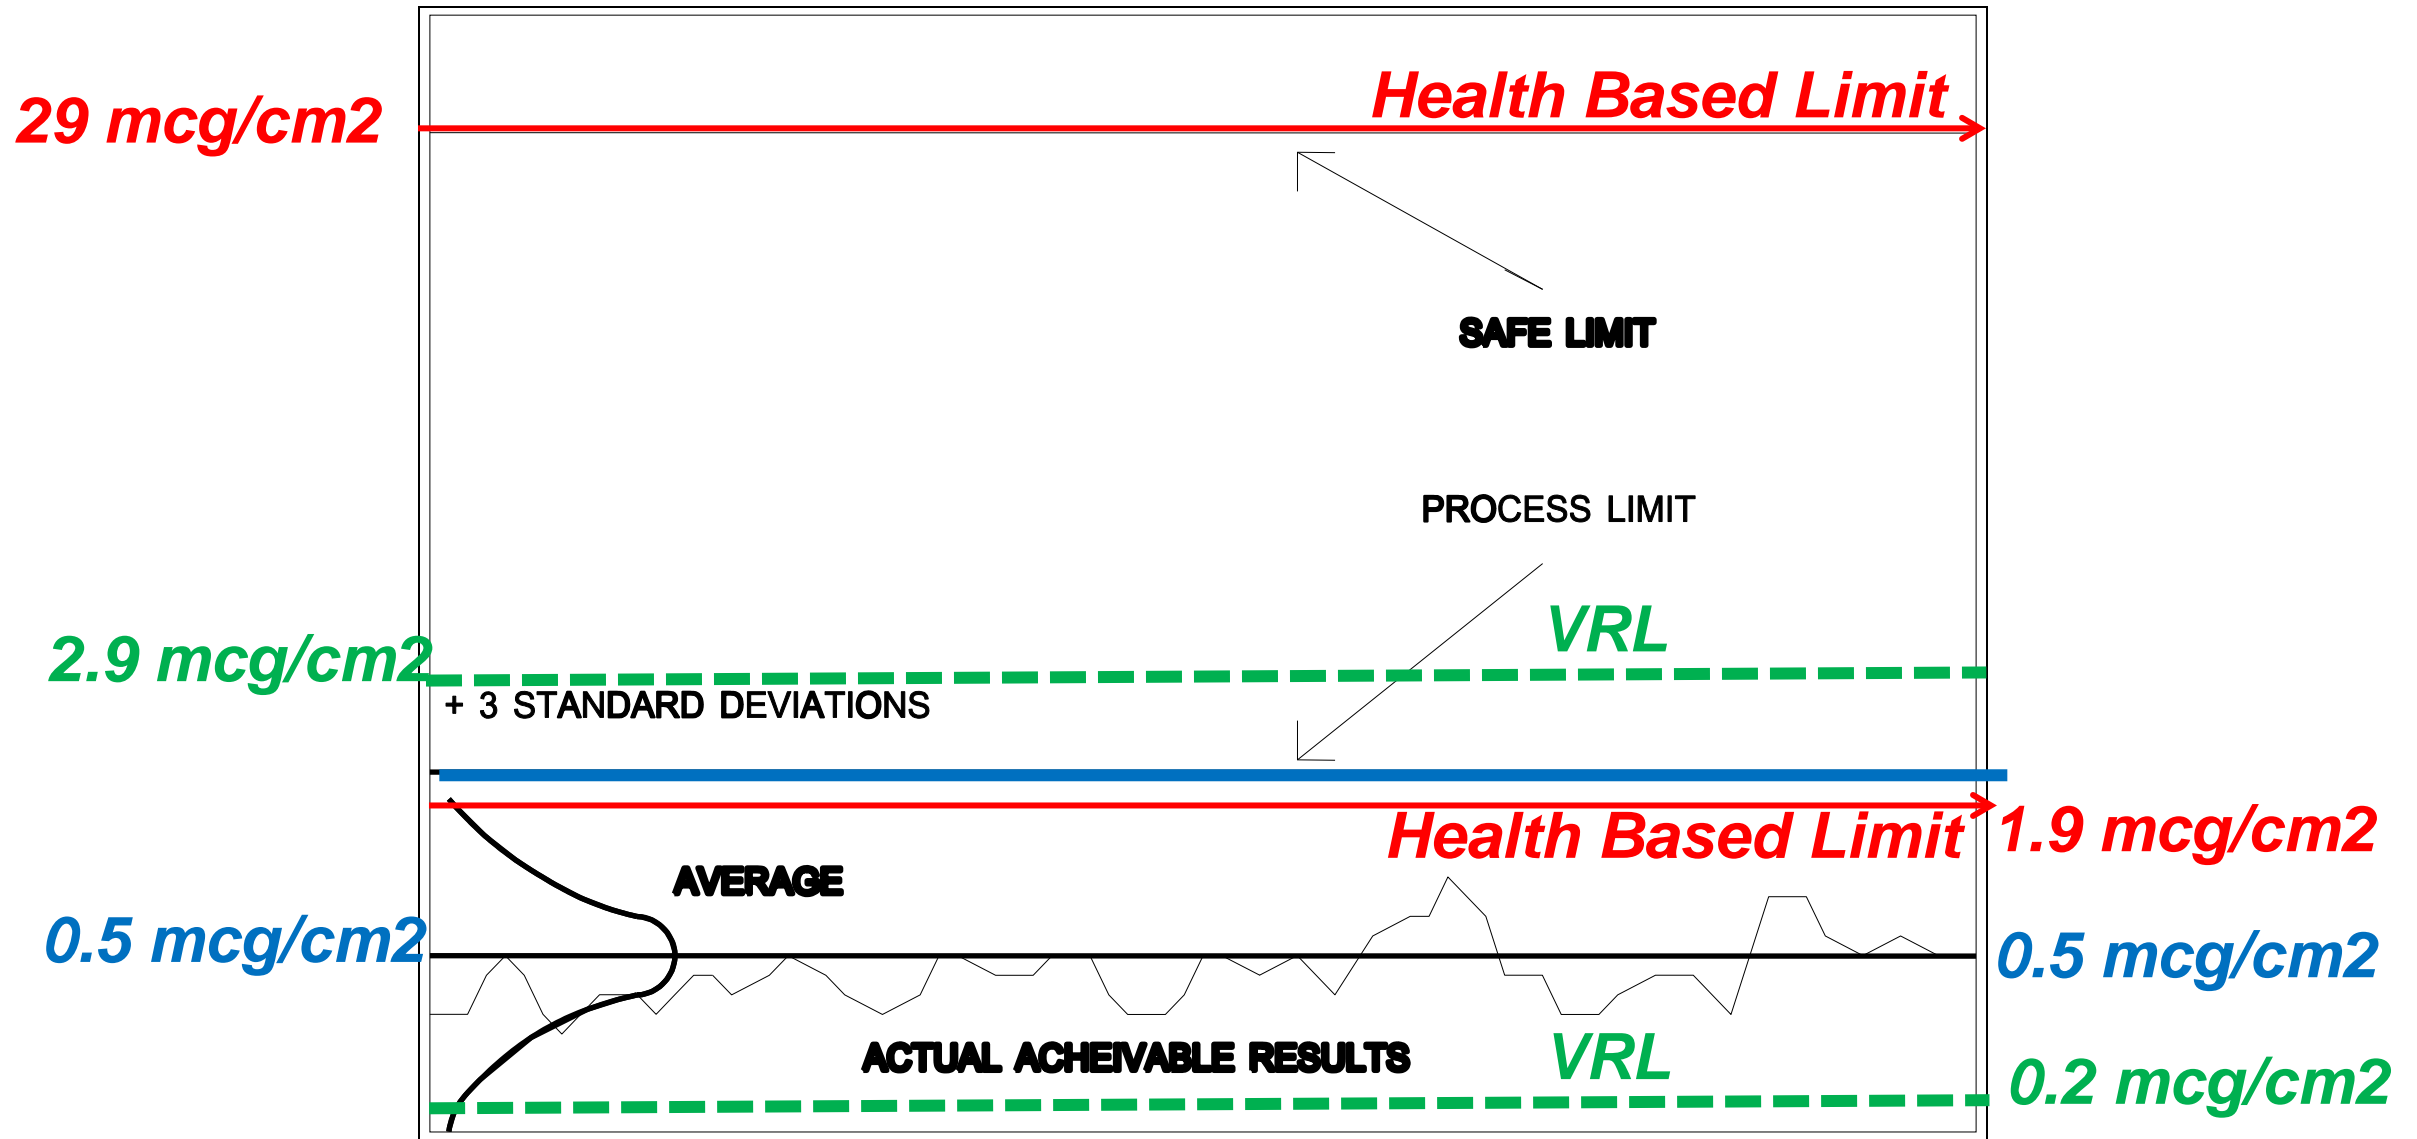 Health Based Limit
29 mcg/cm2
SAFE LIMIT
PROCESS LIMIT
VRL
2.9 mcg/cm2
+ 3 STANDARD DEVIATIONS
Health Based Limit
1.9 mcg/cm2
AVERAGE
0.5 mcg/cm2
0.5 mcg/cm2
ACTUAL ACHEIVABLE RESULTS
VRL
0.2 mcg/cm2